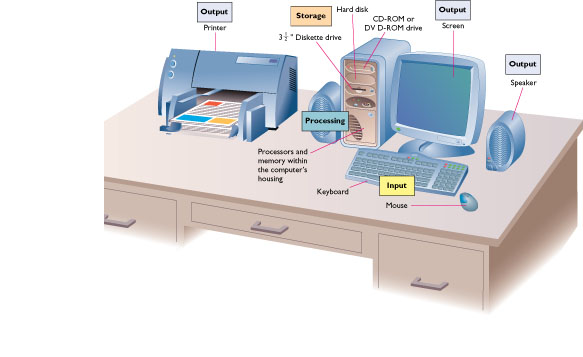 Output
Printer
Storage
Hard disk
3 1/2 " Diskette drive
CD-ROM or
DV D-ROM drive
Output
Screen
Output
Speaker
Processing
Processors and
memory within
the computer's
housing
Keyboard
Input
Mouse